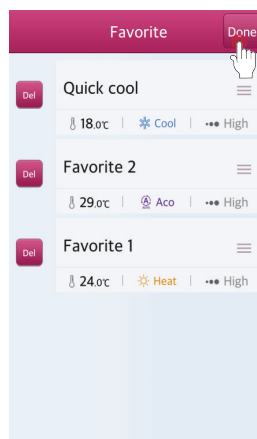 Favorite Done
Del Quick cool
18.0℃ Cool High
Del Favorite 2
29.0℃ Aco High
Del Favorite 1
24.0℃ Heat High